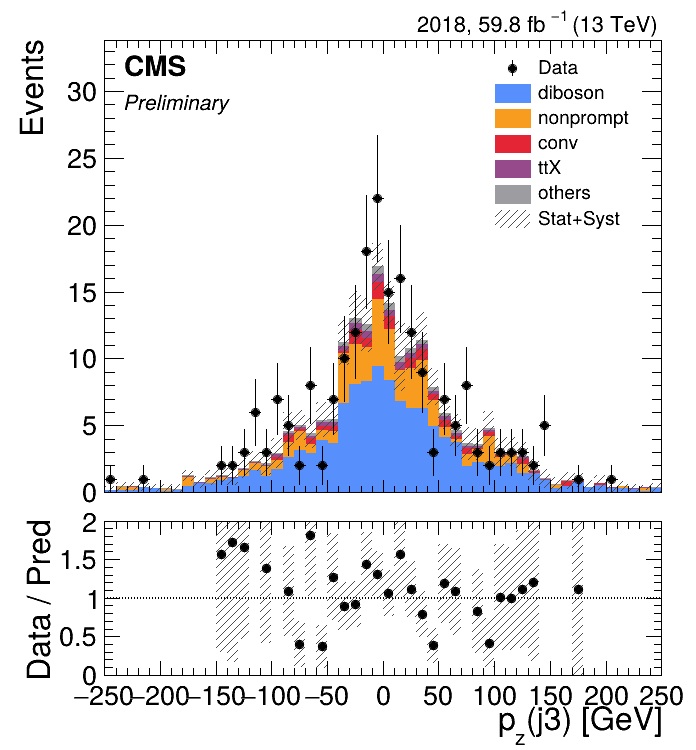 2018, 59.8 fb⁻¹ (13 TeV)
CMS
Preliminary
Events
30
25
20
15
10
5
0
Data
diboson
nonprompt
conv
ttX
others
Stat+Syst
Data / Pred
2
1.5
1
0.5
0
−250 −200 −150 −100 −50 0 50 100 150 200 250
p_z(j3) [GeV]